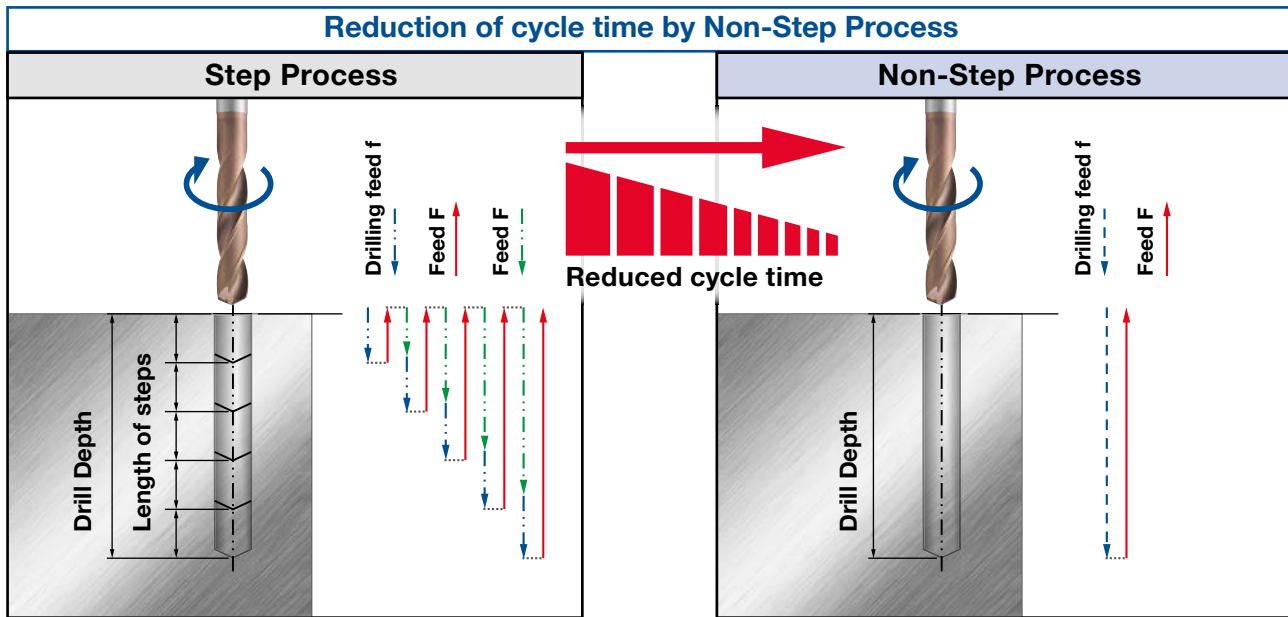 Reduction of cycle time by Non-Step Process
Step Process
Non-Step Process
Drilling feed f
Feed F
Feed F
Reduced cycle time
Drilling feed f
Feed F
Drill Depth
Length of steps
Drill Depth